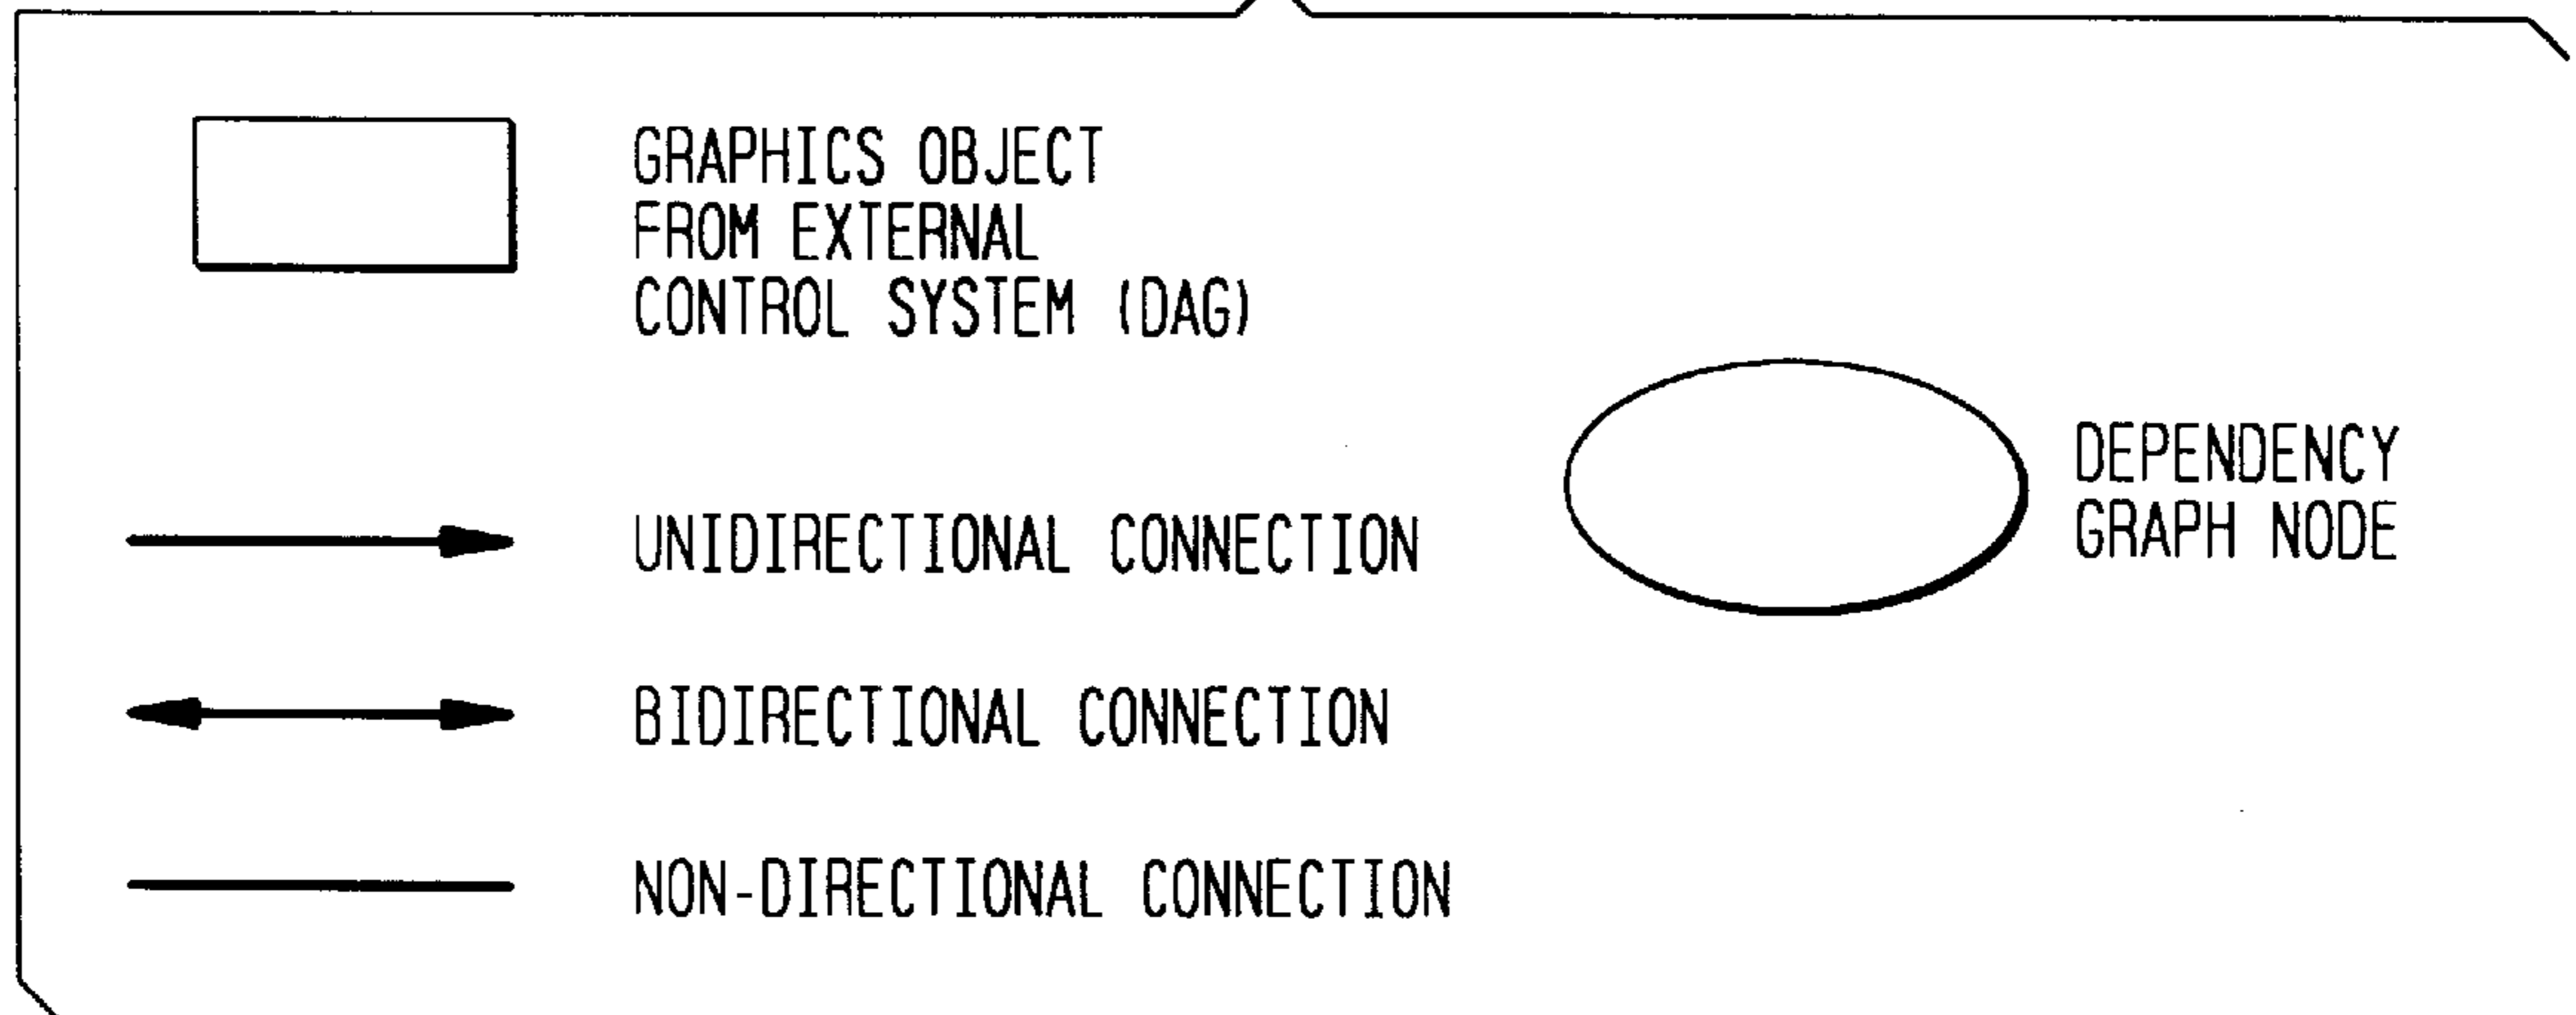 GRAPHICS OBJECT
FROM EXTERNAL
CONTROL SYSTEM (DAG)
UNIDIRECTIONAL CONNECTION
BIDIRECTIONAL CONNECTION
NON-DIRECTIONAL CONNECTION
DEPENDENCY
GRAPH NODE